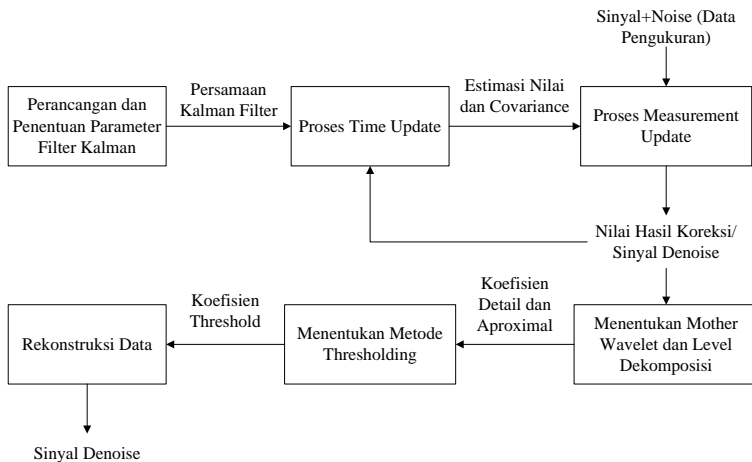 Sinyal+Noise (Data
Pengukuran)
Perancangan dan
Penentuan Parameter
Filter Kalman
Persamaan
Kalman Filter
Proses Time Update
Estimasi Nilai
dan Covariance
Proses Measurement
Update
Nilai Hasil Koreksi/
Sinyal Denoise
Menentukan Mother
Wavelet dan Level
Dekomposisi
Koefisien
Detail dan
Aproximal
Menentukan Metode
Thresholding
Koefisien
Threshold
Rekonstruksi Data
Sinyal Denoise